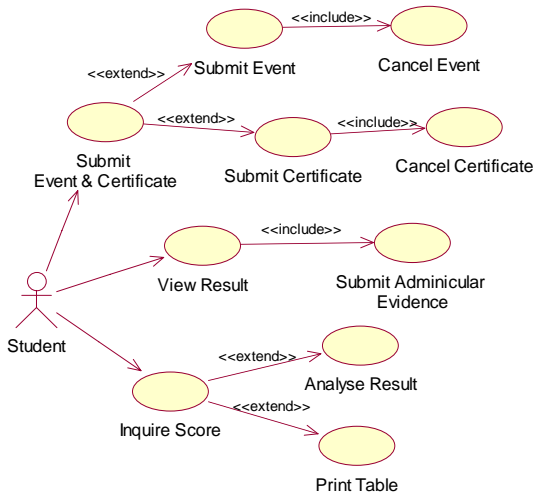 <<include>>
Submit Event
Cancel Event
<<extend>>
<<extend>>
<<include>>
Submit
Event & Certificate
Submit Certificate
Cancel Certificate
<<include>>
View Result
Submit Adminicular
Evidence
Student
<<extend>>
Analyse Result
<<extend>>
Inquire Score
Print Table